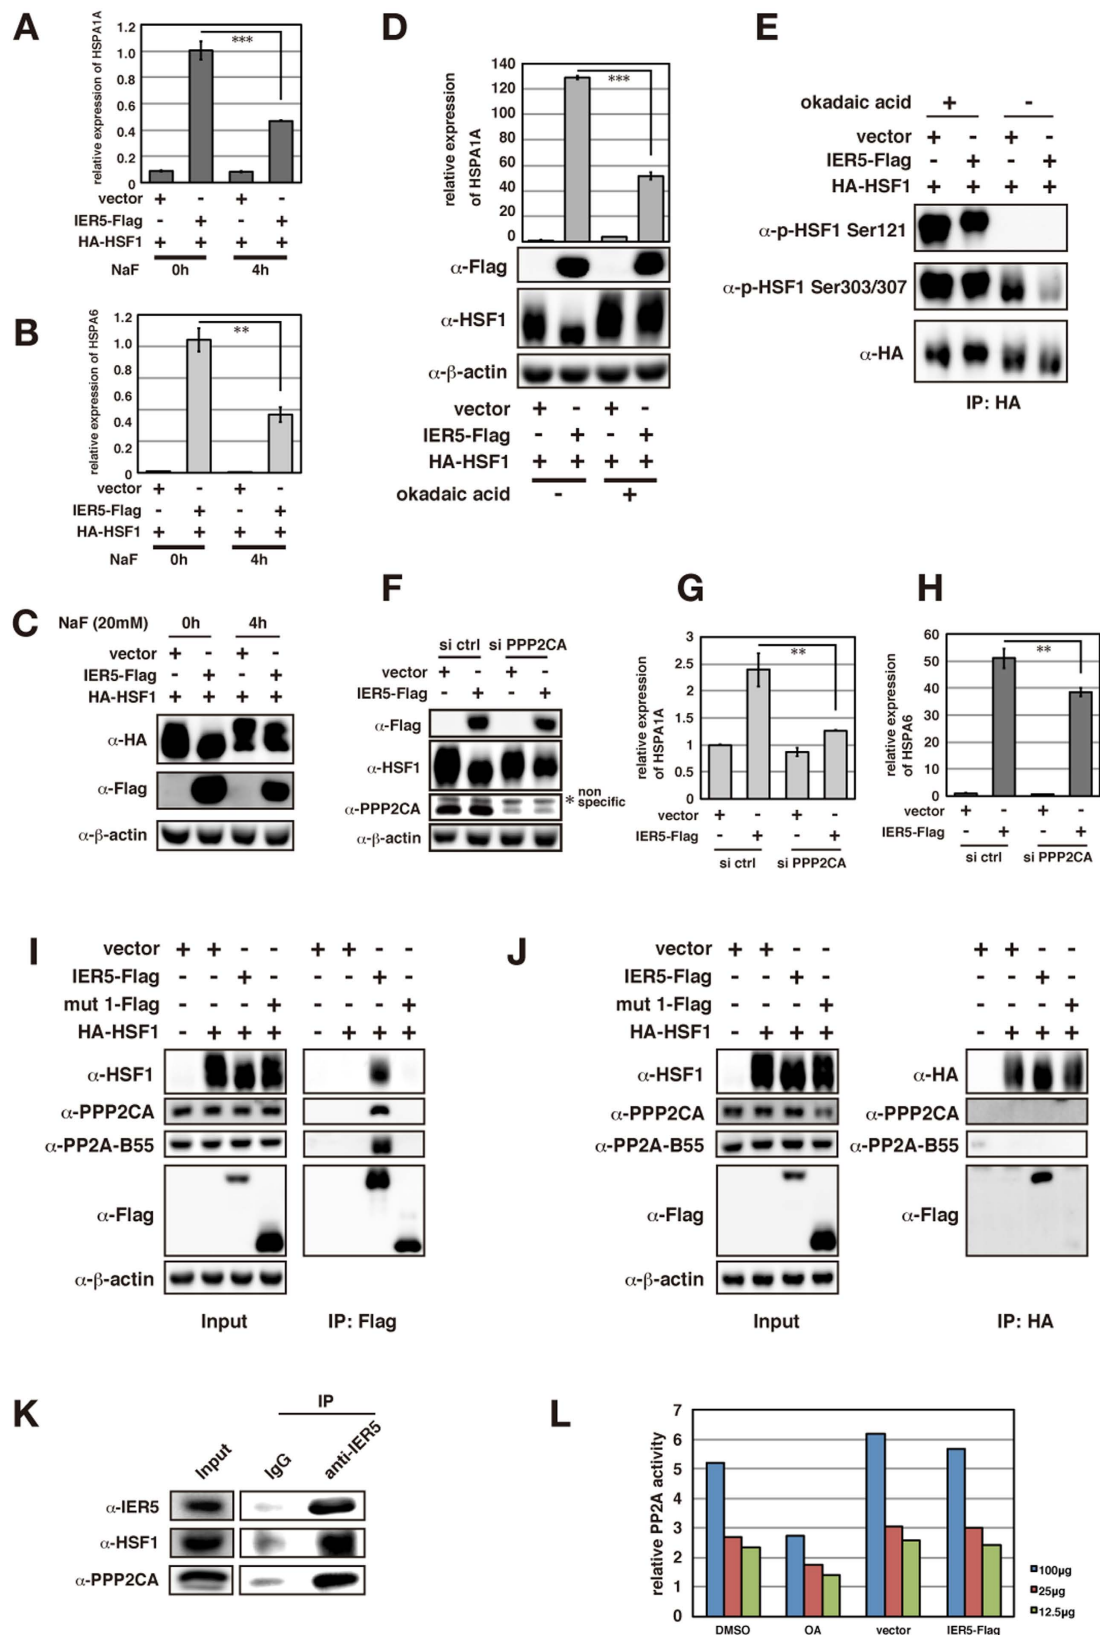 A
relative expression of HSPA1A
1.2
1.0
0.8
0.6
0.4
0.2
0
***
vector + - + -
IER5-Flag - + - +
HA-HSF1 + + + +
NaF 0h 4h
B
relative expression of HSPA6
1.2
1.0
0.8
0.6
0.4
0.2
0
**
vector + - + -
IER5-Flag - + - +
HA-HSF1 + + + +
NaF 0h 4h
C
NaF (20mM) 0h 4h
vector + - + -
IER5-Flag - + - +
HA-HSF1 + + + +
α-HA
α-Flag
α-β-actin
D
relative expression
of HSPA1A
140
120
100
80
60
40
20
0
***
α-Flag
α-HSF1
α-β-actin
vector + - + -
IER5-Flag - + - +
HA-HSF1 + + + +
okadaic acid - +
E
okadaic acid + -
vector + - + -
IER5-Flag - + - +
HA-HSF1 + + + +
α-p-HSF1 Ser121
α-p-HSF1 Ser303/307
α-HA
IP: HA
F
si ctrl si PPP2CA
vector + - + -
IER5-Flag - + - +
α-Flag
α-HSF1
α-PPP2CA
* non
specific
α-β-actin
G
relative expression
of HSPA1A
3
2.5
2
1.5
1
0.5
0
**
vector + - + -
IER5-Flag - + - +
si ctrl si PPP2CA
H
relative expression
of HSPA6
60
50
40
30
20
10
0
**
vector + - + -
IER5-Flag - + - +
si ctrl si PPP2CA
I
vector + + - - + + - -
IER5-Flag - - + - - - + -
mut 1-Flag - - - + - - - +
HA-HSF1 - + + + - + + +
α-HSF1
α-PPP2CA
α-PP2A-B55
α-Flag
α-β-actin
Input IP: Flag
J
vector + + - - + + - -
IER5-Flag - - + - - - + -
mut 1-Flag - - - + - - - +
HA-HSF1 - + + + - + + +
α-HSF1 α-HA
α-PPP2CA α-PPP2CA
α-PP2A-B55 α-PP2A-B55
α-Flag α-Flag
α-β-actin
Input IP: HA
K
IP
Input IgG anti-IER5
α-IER5
α-HSF1
α-PPP2CA
L
relative PP2A activity
7
6
5
4
3
2
1
0
DMSO OA vector IER5-Flag
100µg
25µg
12.5µg